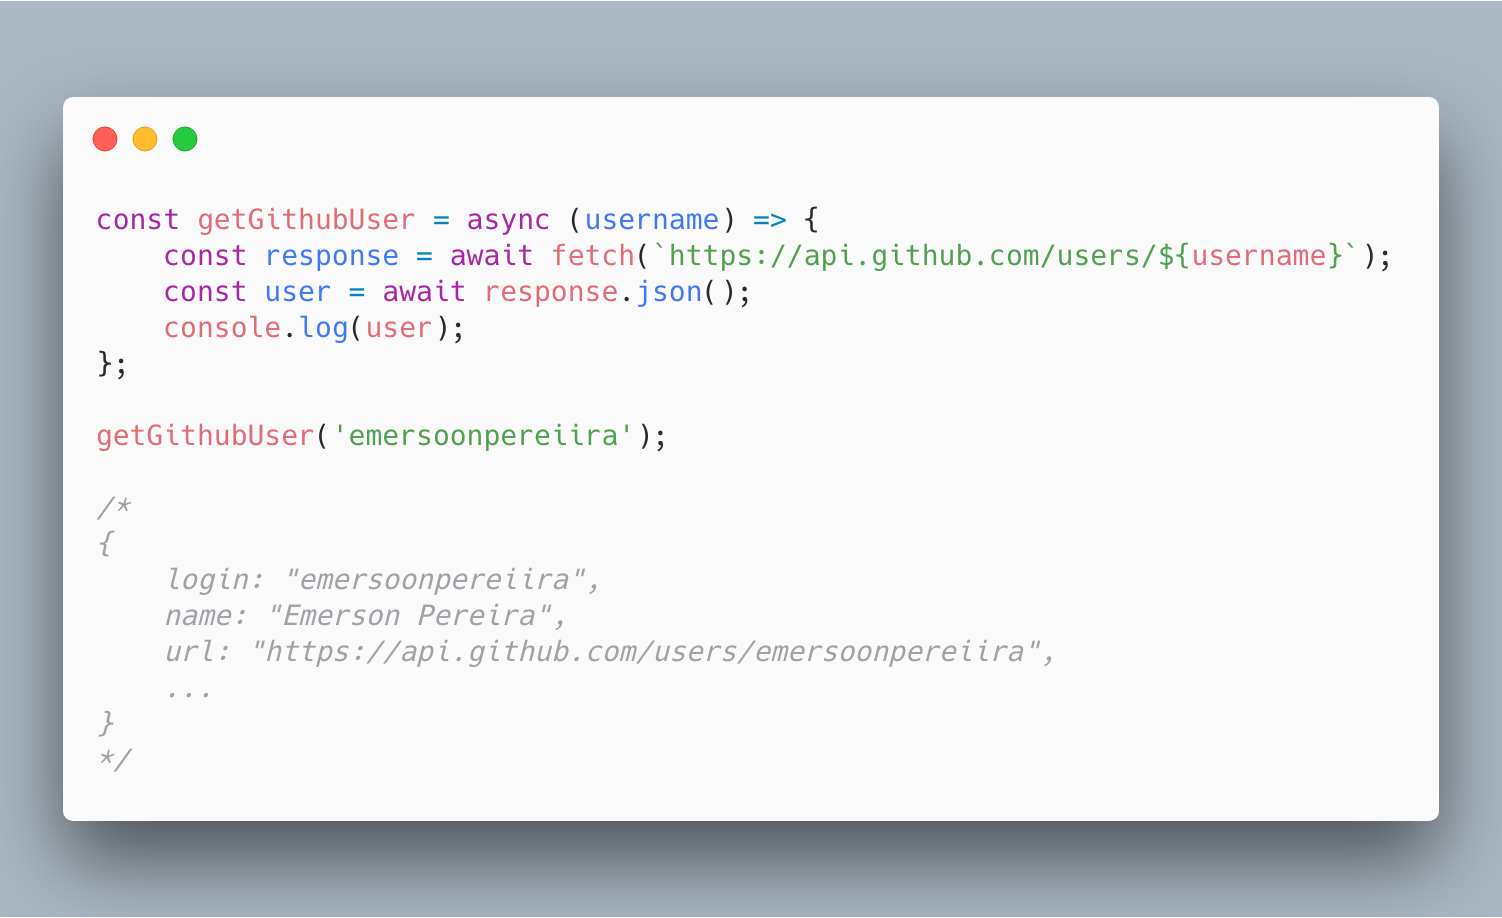 const getGithubUser = async (username) => {
    const response = await fetch(`https://api.github.com/users/${username}`);
    const user = await response.json();
    console.log(user);
};

getGithubUser('emersoonpereiira');

/*
{
    login: "emersoonpereiira",
    name: "Emerson Pereira",
    url: "https://api.github.com/users/emersoonpereiira",
    ...
}
*/